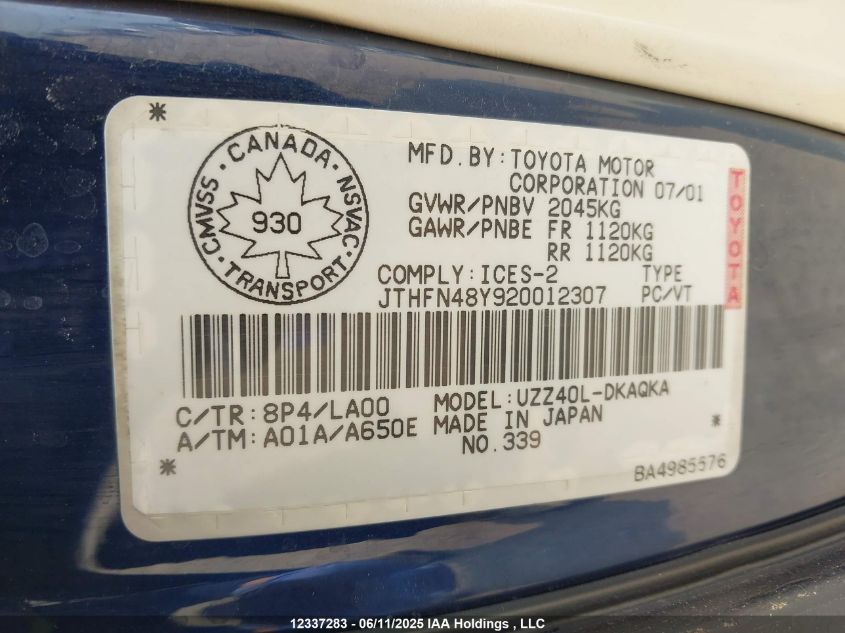 CANADA
CMVSS
NSVAC
930
TRANSPORT
MFD. BY: TOYOTA MOTOR
CORPORATION 07/01
GVWR/PNBV 2045KG
GAWR/PNBE FR 1120KG
RR 1120KG
COMPLY: ICES-2 TYPE
JTHFN48Y920012307 PC/VT
TOYOTA
C/TR: 8P4/LA00 MODEL: UZZ40L-DKAQKA
A/TM: A01A/A650E MADE IN JAPAN
NO. 339
BA4985576
12337283 - 06/11/2025 IAA Holdings , LLC